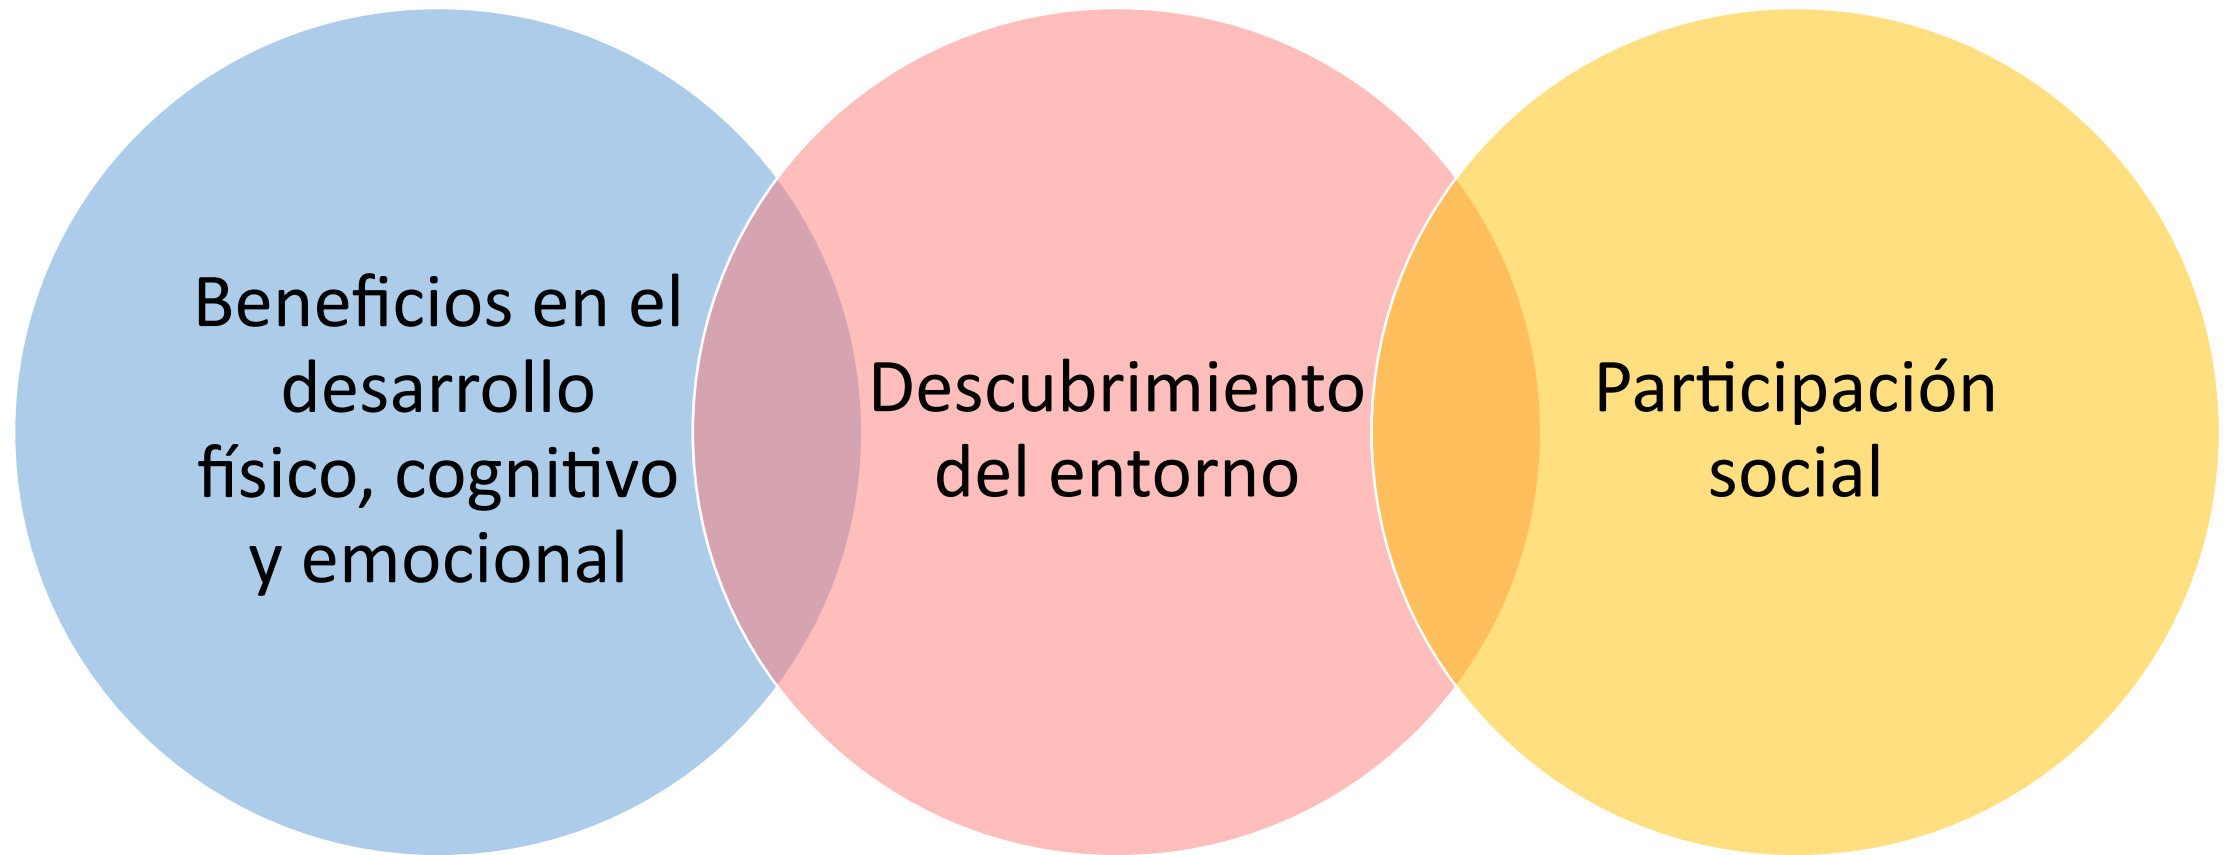 Beneficios en el
desarrollo
físico, cognitivo
y emocional
Descubrimiento
del entorno
Participación
social